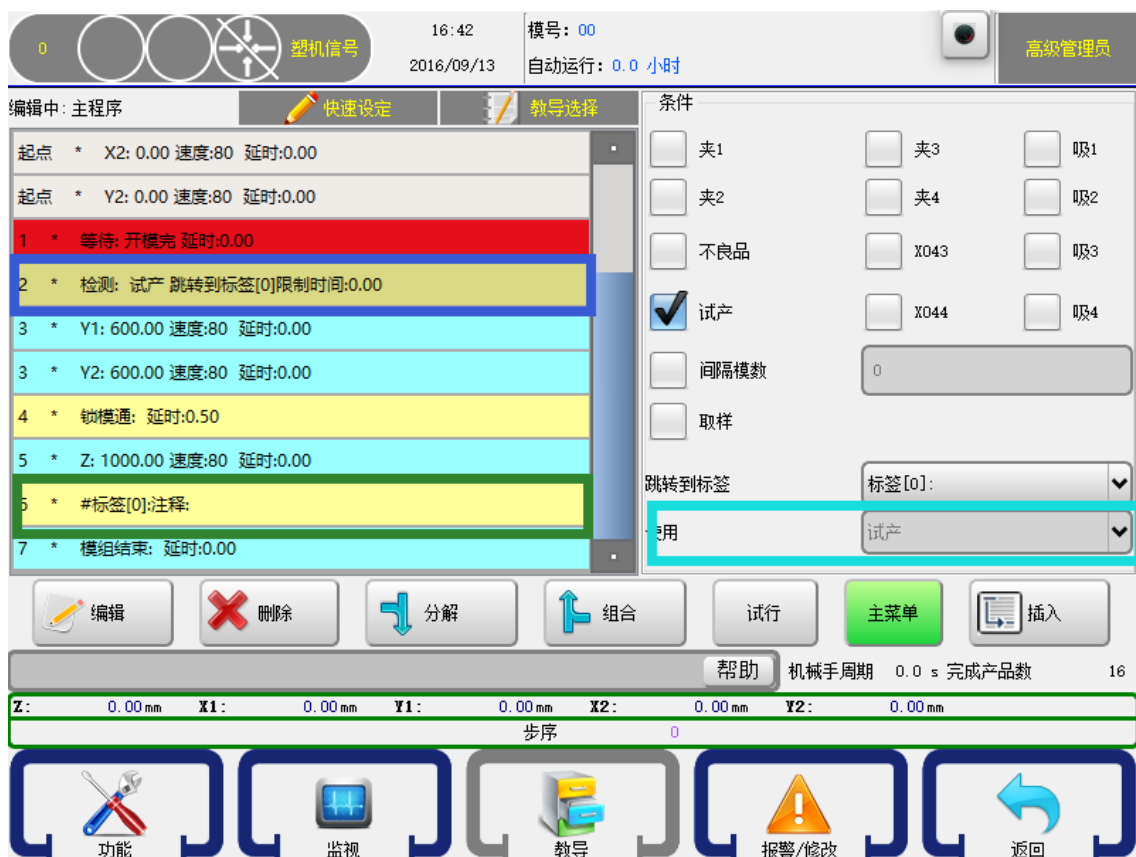 0 塑机信号
16:42
2016/09/13
模号: 00
自动运行: 0.0 小时
高级管理员
编辑中: 主程序
快速设定
教导选择
起点 * X2: 0.00 速度:80 延时:0.00
起点 * Y2: 0.00 速度:80 延时:0.00
1 * 等待: 开模完 延时:0.00
2 * 检测: 试产 跳转到标签[0]限制时间:0.00
3 * Y1: 600.00 速度:80 延时:0.00
3 * Y2: 600.00 速度:80 延时:0.00
4 * 锁模通: 延时:0.50
5 * Z: 1000.00 速度:80 延时:0.00
6 * #标签[0]:注释:
7 * 模组结束: 延时:0.00
条件
夹1 夹3 吸1
夹2 夹4 吸2
不良品 X043 吸3
试产 X044 吸4
间隔模数 0
取样
跳转到标签 标签[0]:
使用 试产
编辑 删除 分解 组合 试行 主菜单 插入
帮助 机械手周期 0.0 s 完成产品数 16
Z: 0.00mm X1: 0.00mm Y1: 0.00mm X2: 0.00mm Y2: 0.00mm
步序 0
功能 监视 教导 报警/修改 返回